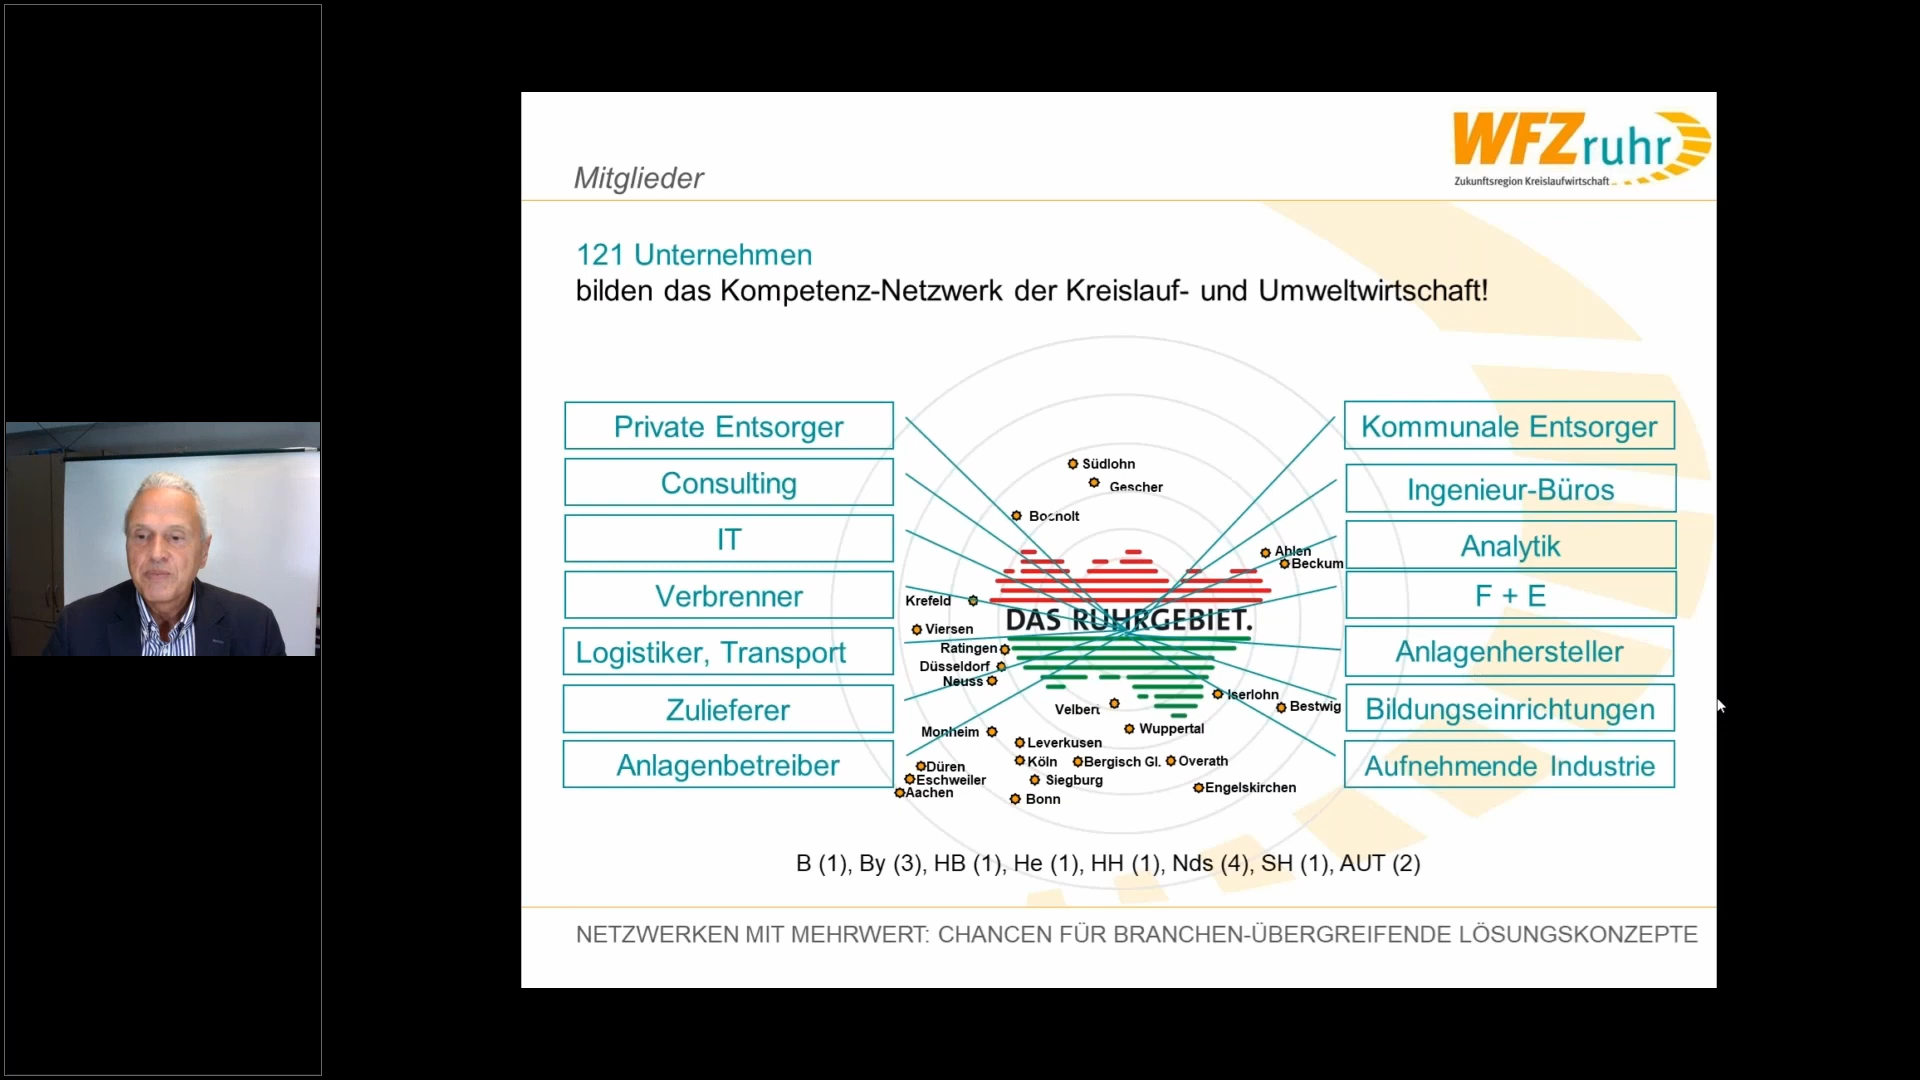 WFZruhr
Zukunftsregion Kreislaufwirtschaft
Mitglieder
121 Unternehmen
bilden das Kompetenz-Netzwerk der Kreislauf- und Umweltwirtschaft!
Private Entsorger
Consulting
IT
Verbrenner
Logistiker, Transport
Zulieferer
Anlagenbetreiber
Südlohn
Gescher
Bocholt
Ahlen
Beckum
Krefeld
DAS RUHRGEBIET.
Viersen
Ratingen
Düsseldorf
Neuss
Iserlohn
Bestwig
Velbert
Wuppertal
Monheim
Leverkusen
Köln
Bergisch Gl.
Overath
Düren
Eschweiler
Siegburg
Aachen
Bonn
Engelskirchen
Kommunale Entsorger
Ingenieur-Büros
Analytik
F + E
Anlagenhersteller
Bildungseinrichtungen
Aufnehmende Industrie
B (1), By (3), HB (1), He (1), HH (1), Nds (4), SH (1), AUT (2)
NETZWERKEN MIT MEHRWERT: CHANCEN FÜR BRANCHEN-ÜBERGREIFENDE LÖSUNGSKONZEPTE